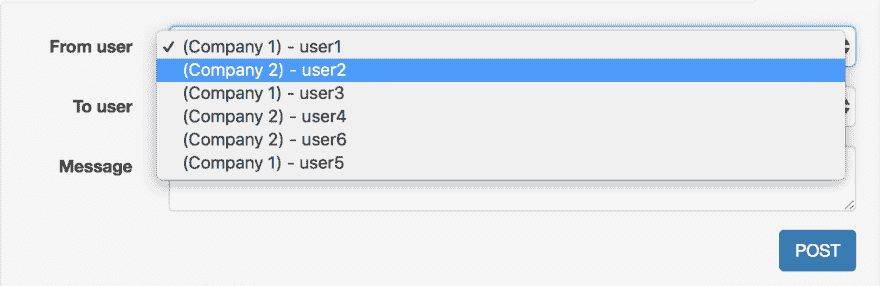 From user
✓ (Company 1) - user1
(Company 2) - user2
(Company 1) - user3
To user
(Company 2) - user4
(Company 2) - user6
Message
(Company 1) - user5
POST